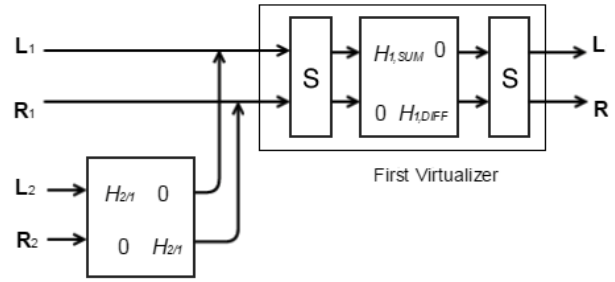 L1
S
H1,SUM 0
0 H1,DIFF
S
L
R1
R
First Virtualizer
L2
H2/1 0
R2
0 H2/1